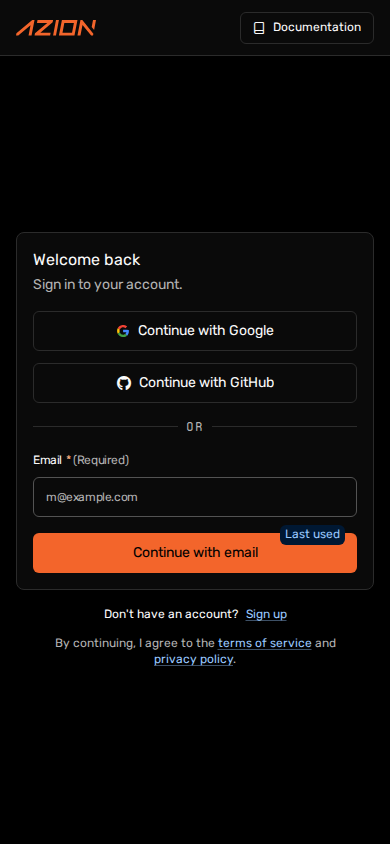 AZION
Documentation
Welcome back
Sign in to your account.
Continue with Google
Continue with GitHub
OR
Email * (Required)
m@example.com
Last used
Continue with email
Don't have an account? Sign up
By continuing, I agree to the terms of service and
privacy policy.